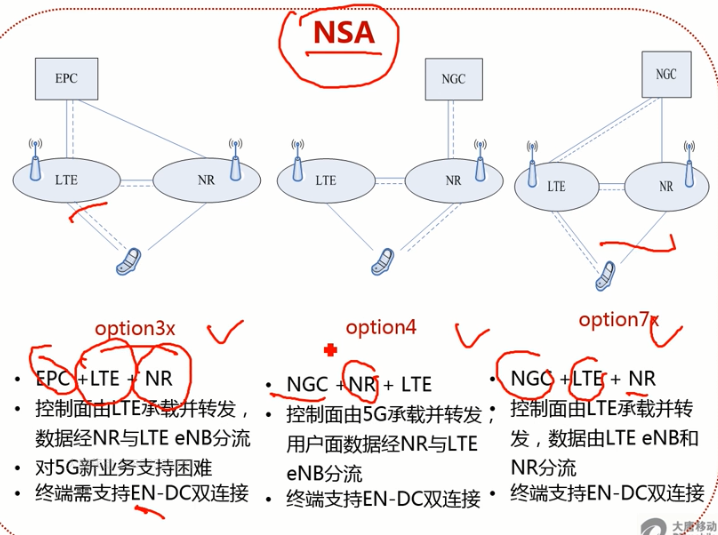 NSA
EPC
NGC
NGC
LTE
NR
LTE
NR
LTE
NR
option3x
EPC +LTE + NR
控制面由LTE承载并转发，
数据经NR与LTE eNB分流
对5G新业务支持困难
终端需支持EN-DC双连接
option4
NGC +NR + LTE
控制面由5G承载并转发；
用户面数据经NR与LTE
eNB分流
终端支持EN-DC双连接
option7x
NGC +LTE + NR
控制面由LTE承载并转
发，数据由LTE eNB和
NR分流
终端支持EN-DC双连接
大唐移动